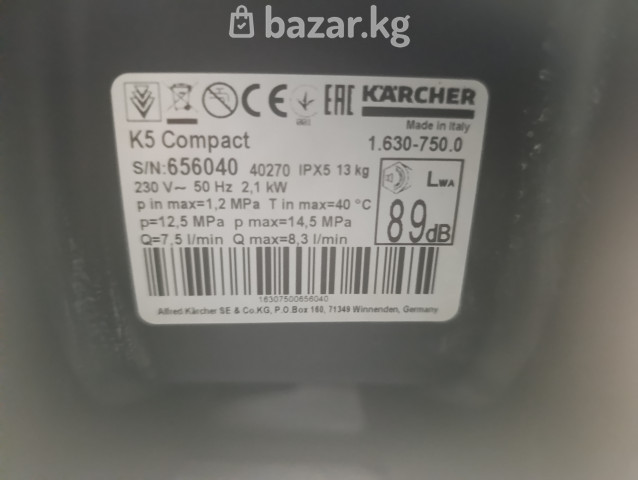 bazar.kg
CE EAC KÄRCHER
Made in Italy
K5 Compact 1.630-750.0
S/N:656040 40270 IPX5 13 kg
230 V~ 50 Hz 2,1 kW
p in max=1,2 MPa T in max=40 °C
p=12,5 MPa p max=14,5 MPa
Q=7,5 l/min Q max=8,3 l/min
LWA
89dB
16307500656040
Alfred Kärcher SE & Co.KG, P.O.Box 160, 71349 Winnenden, Germany